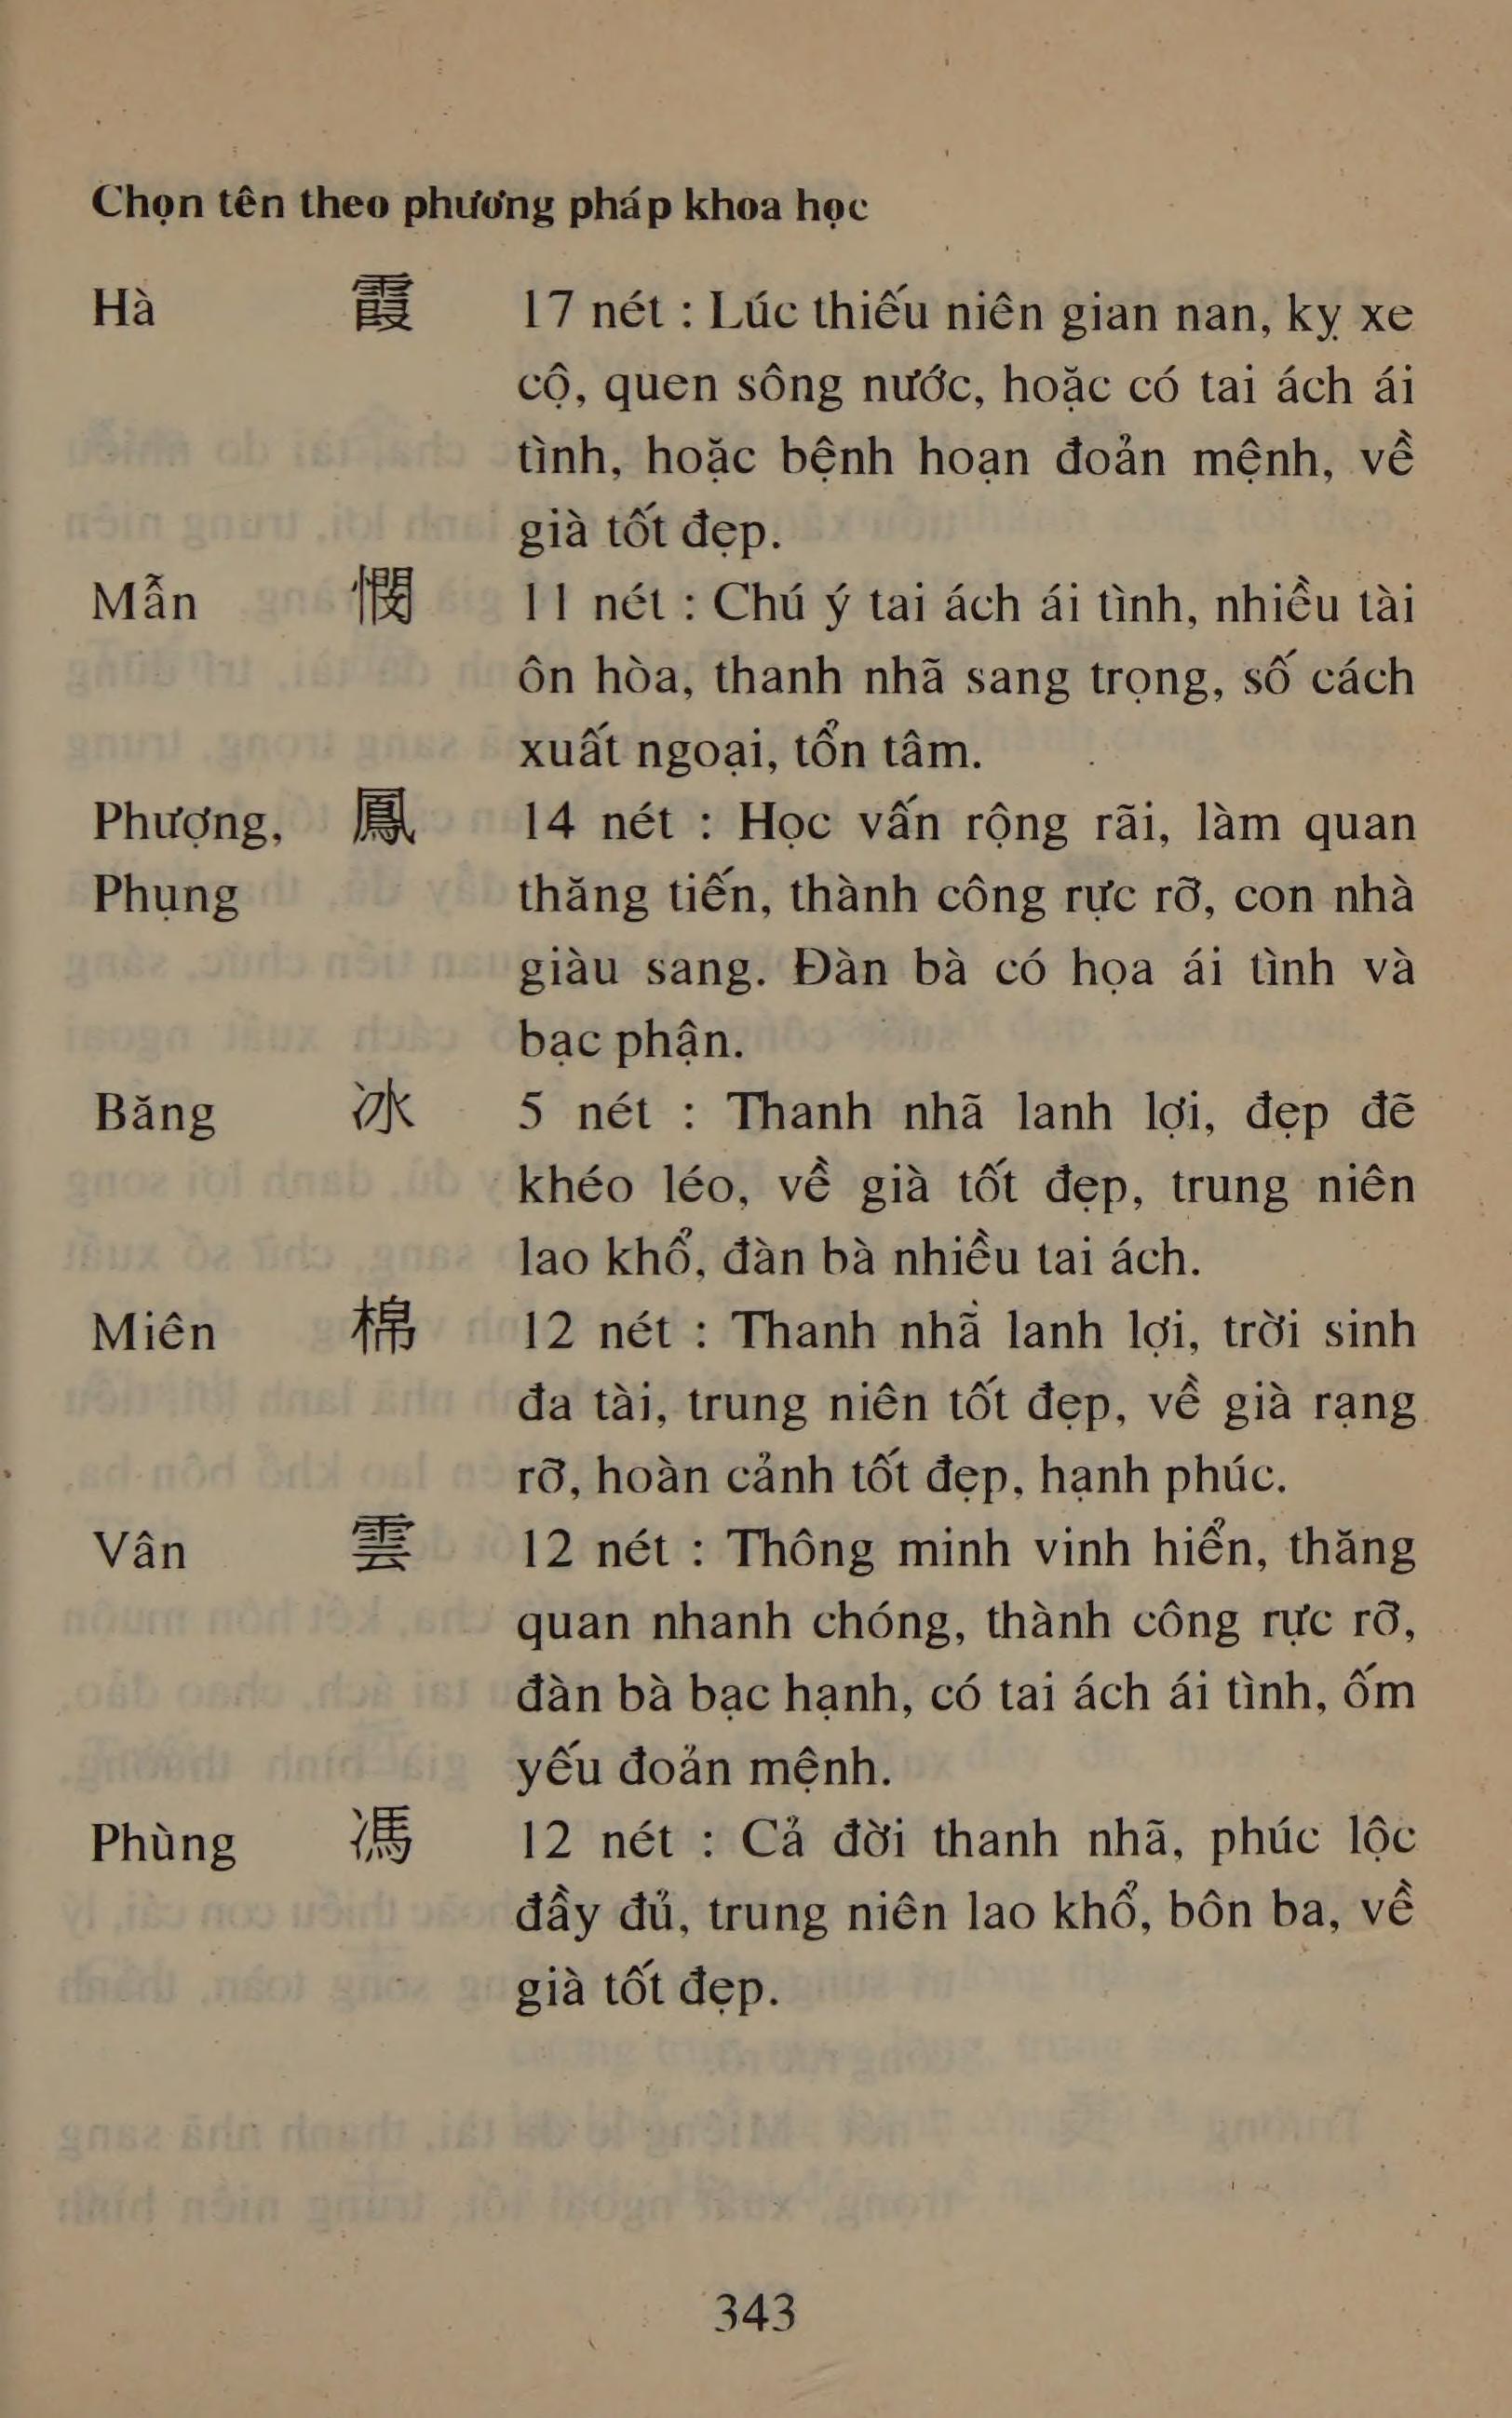 Chọn tên theo phương pháp khoa học
Hà 霞 17 nét : Lúc thiếu niên gian nan, kỵ xe
cộ, quen sông nước, hoặc có tai ách ái
tình, hoặc bệnh hoạn đoản mệnh, về
già tốt đẹp.
Mẫn 憫 11 nét : Chú ý tai ách ái tình, nhiều tài
ôn hòa, thanh nhã sang trọng, số cách
xuất ngoại, tổn tâm.
Phượng, 鳳 14 nét : Học vấn rộng rãi, làm quan
Phụng thăng tiến, thành công rực rỡ, con nhà
giàu sang. Đàn bà có họa ái tình và
bạc phận.
Băng 冰 5 nét : Thanh nhã lanh lợi, đẹp đẽ
khéo léo, về già tốt đẹp, trung niên
lao khổ, đàn bà nhiều tai ách.
Miên 棉 12 nét : Thanh nhã lanh lợi, trời sinh
đa tài, trung niên tốt đẹp, về già rạng
rỡ, hoàn cảnh tốt đẹp, hạnh phúc.
Vân 雲 12 nét : Thông minh vinh hiển, thăng
quan nhanh chóng, thành công rực rỡ,
đàn bà bạc hạnh, có tai ách ái tình, ốm
yếu đoản mệnh.
Phùng 馮 12 nét : Cả đời thanh nhã, phúc lộc
đầy đủ, trung niên lao khổ, bôn ba, về
già tốt đẹp.
343